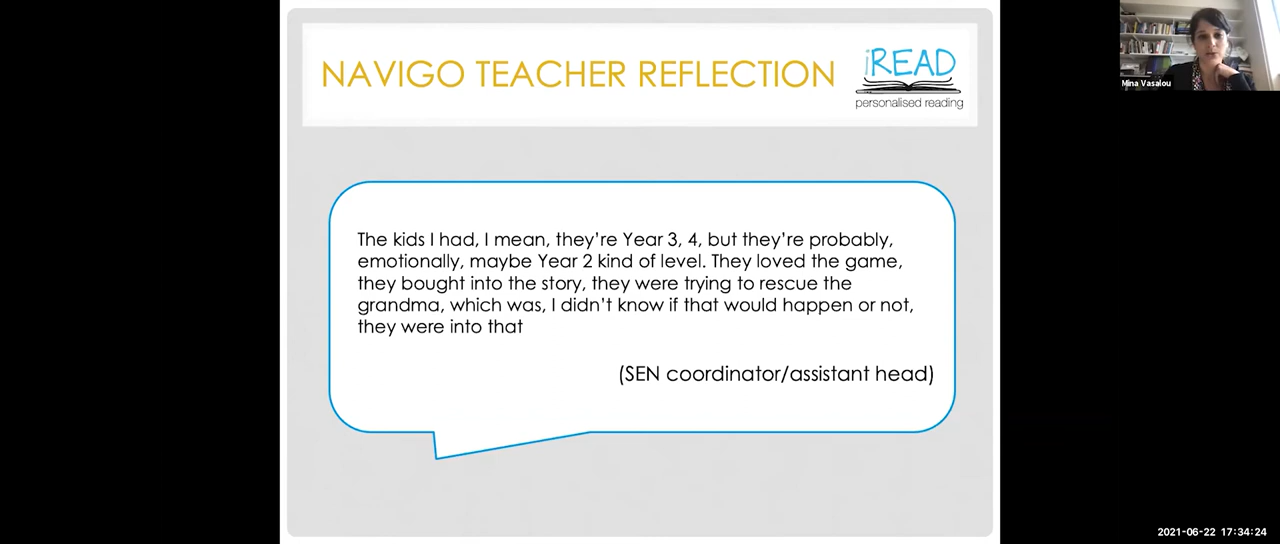 NAVIGO TEACHER REFLECTION
iREAD
personalised reading
Mina Vasalou
The kids I had, I mean, they’re Year 3, 4, but they’re probably,
emotionally, maybe Year 2 kind of level. They loved the game,
they bought into the story, they were trying to rescue the
grandma, which was, I didn’t know if that would happen or not,
they were into that
(SEN coordinator/assistant head)
2021-06-22 17:34:24